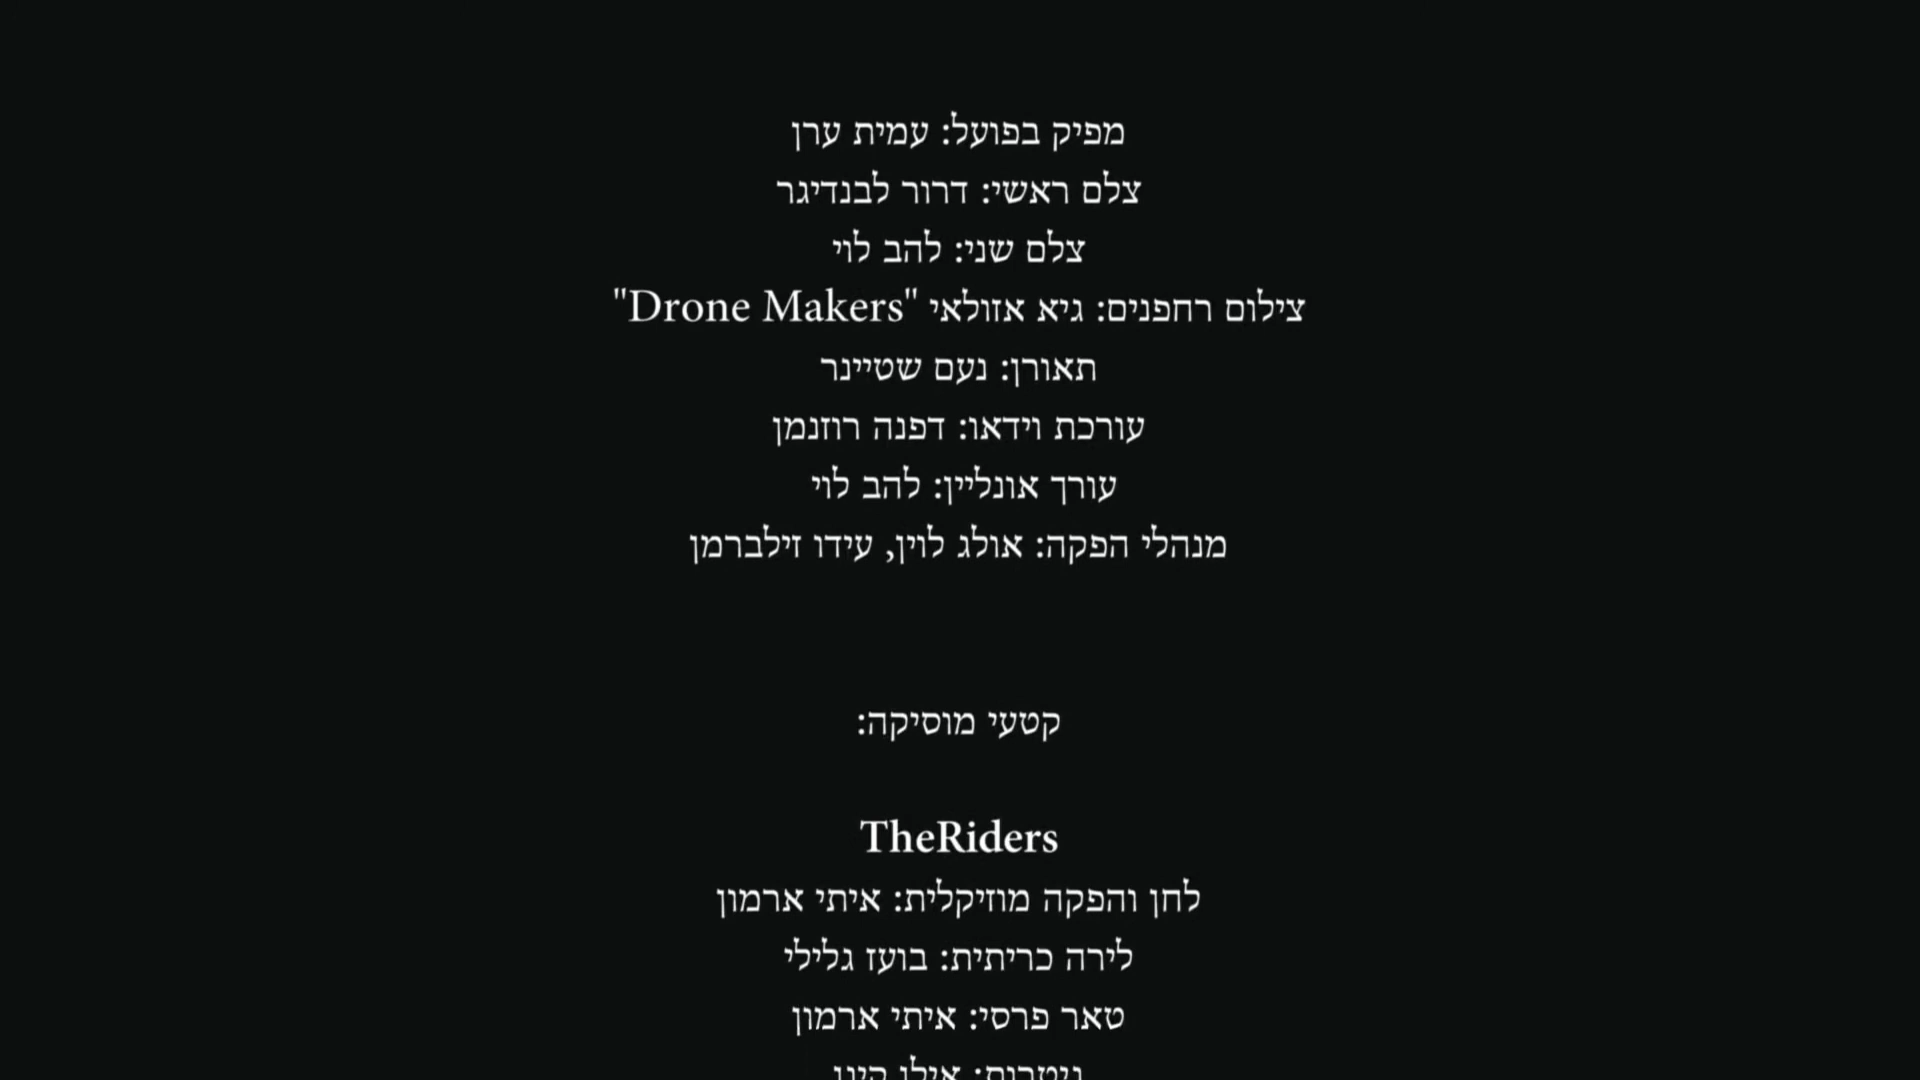 מפיק בפועל: עמית ערן
צלם ראשי: דרור לבנדיגר
צלם שני: להב לוי
צילום רחפנים: גיא אזולאי "Drone Makers"
תאורן: נעם שטיינר
עורכת וידאו: דפנה רוזנמן
עורך אונליין: להב לוי
מנהלי הפקה: אולג לוין, עידו זילברמן
קטעי מוסיקה:
TheRiders
לחן והפקה מוזיקלית: איתי ארמון
לירה כריתית: בועז גלילי
טאר פרסי: איתי ארמון